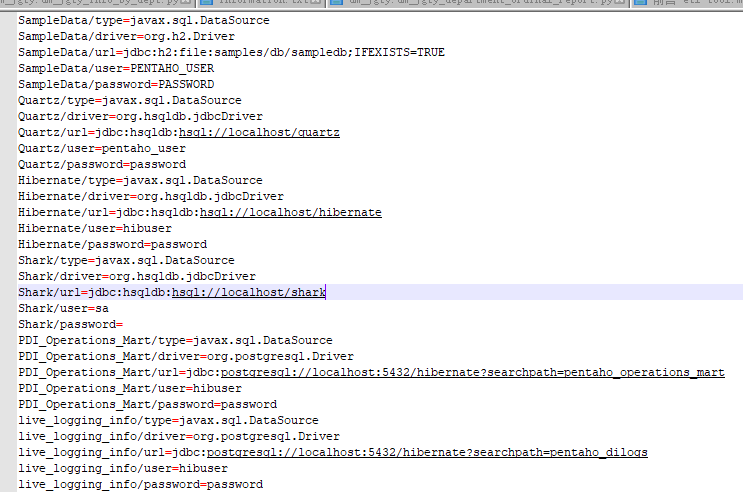 SampleData/type=javax.sql.DataSource
SampleData/driver=org.h2.Driver
SampleData/url=jdbc:h2:file:samples/db/sampledb;IFEXISTS=TRUE
SampleData/user=PENTAHO_USER
SampleData/password=PASSWORD
Quartz/type=javax.sql.DataSource
Quartz/driver=org.hsqldb.jdbcDriver
Quartz/url=jdbc:hsqldb:hsql://localhost/quartz
Quartz/user=pentaho_user
Quartz/password=password
Hibernate/type=javax.sql.DataSource
Hibernate/driver=org.hsqldb.jdbcDriver
Hibernate/url=jdbc:hsqldb:hsql://localhost/hibernate
Hibernate/user=hibuser
Hibernate/password=password
Shark/type=javax.sql.DataSource
Shark/driver=org.hsqldb.jdbcDriver
Shark/url=jdbc:hsqldb:hsql://localhost/shark
Shark/user=sa
Shark/password=
PDI_Operations_Mart/type=javax.sql.DataSource
PDI_Operations_Mart/driver=org.postgresql.Driver
PDI_Operations_Mart/url=jdbc:postgresql://localhost:5432/hibernate?searchpath=pentaho_operations_mart
PDI_Operations_Mart/user=hibuser
PDI_Operations_Mart/password=password
live_logging_info/type=javax.sql.DataSource
live_logging_info/driver=org.postgresql.Driver
live_logging_info/url=jdbc:postgresql://localhost:5432/hibernate?searchpath=pentaho_dilogs
live_logging_info/user=hibuser
live_logging_info/password=password